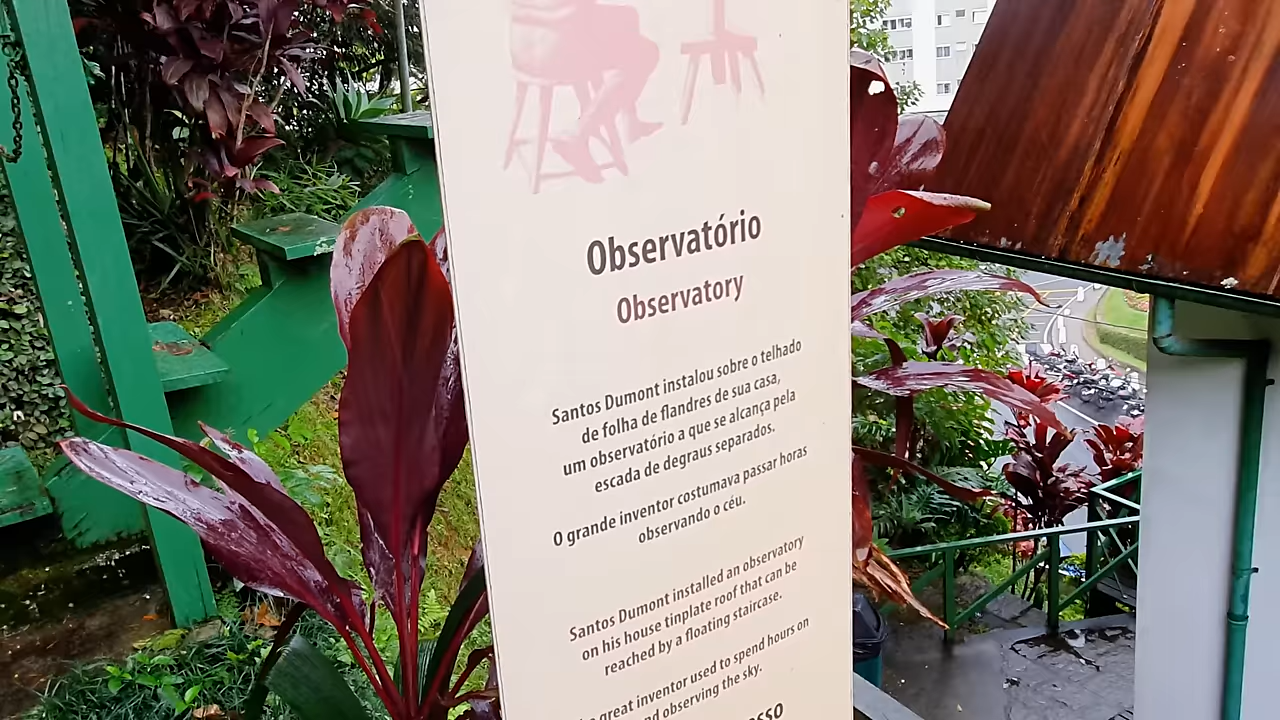 Observatório
Observatory
Santos Dumont instalou sobre o telhado
de folha de flandres de sua casa,
um observatório a que se alcança pela
escada de degraus separados.
O grande inventor costumava passar horas
observando o céu.
Santos Dumont installed an observatory
on his house tinplate roof that can be
reached by a floating staircase.
great inventor used to spend hours on
observing the sky.